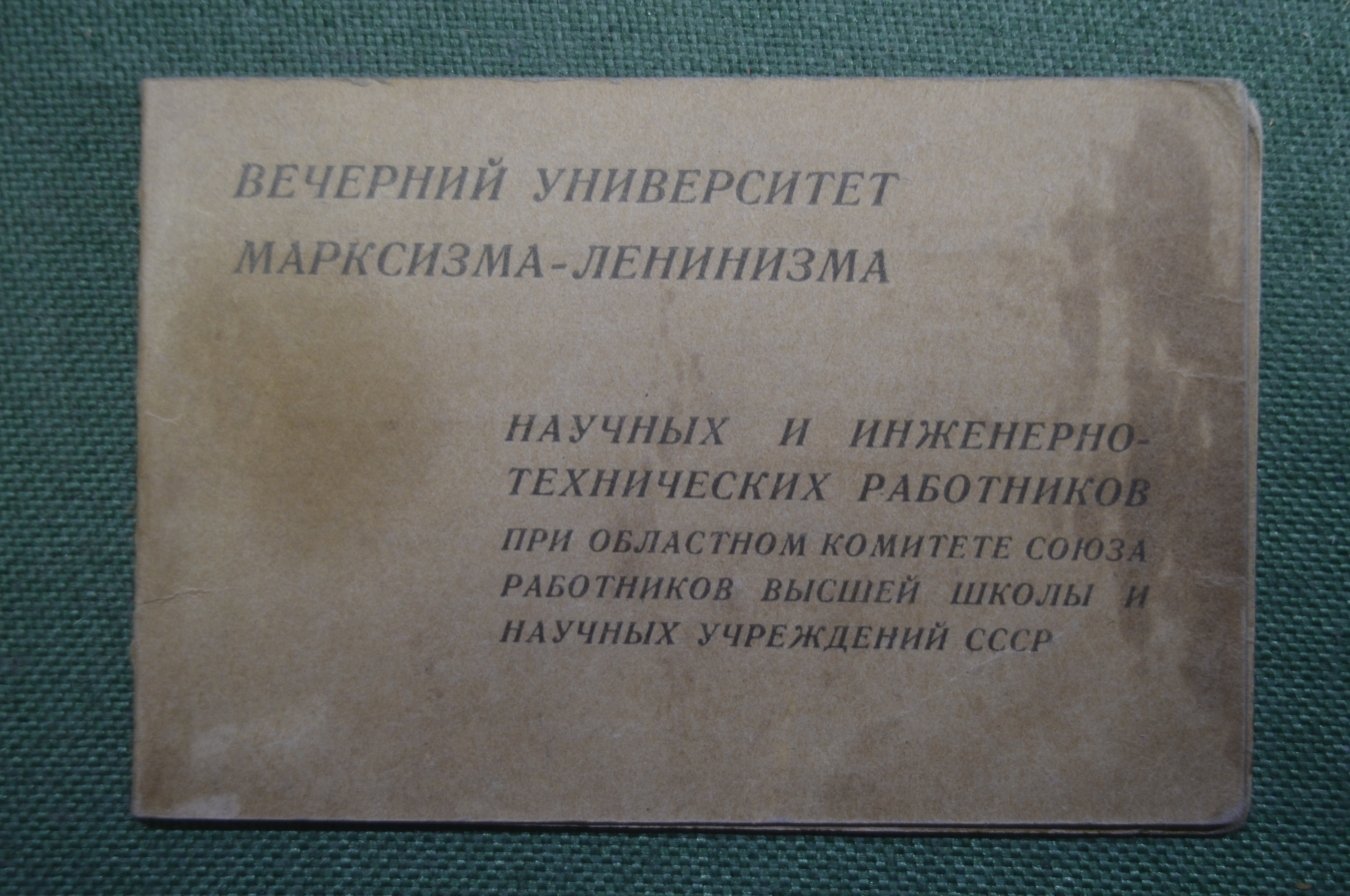 ВЕЧЕРНИЙ УНИВЕРСИТЕТ
МАРКСИЗМА-ЛЕНИНИЗМА
НАУЧНЫХ И ИНЖЕНЕРНО-
ТЕХНИЧЕСКИХ РАБОТНИКОВ
ПРИ ОБЛАСТНОМ КОМИТЕТЕ СОЮЗА
РАБОТНИКОВ ВЫСШЕЙ ШКОЛЫ И
НАУЧНЫХ УЧРЕЖДЕНИЙ СССР